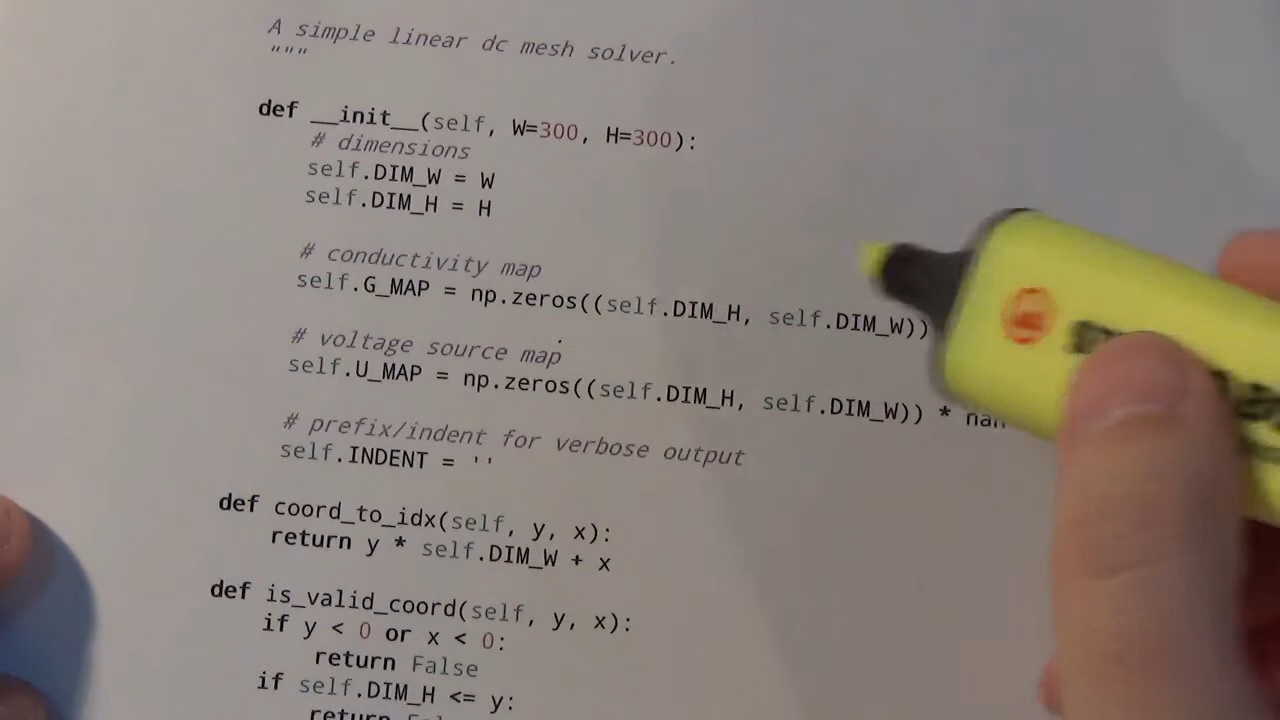 A simple linear dc mesh solver.
"""
def __init__(self, W=300, H=300):
# dimensions
self.DIM_W = W
self.DIM_H = H
# conductivity map
self.G_MAP = np.zeros((self.DIM_H, self.DIM_W))
# voltage source map
self.U_MAP = np.zeros((self.DIM_H, self.DIM_W)) * nan
# prefix/indent for verbose output
self.INDENT = ''
def coord_to_idx(self, y, x):
return y * self.DIM_W + x
def is_valid_coord(self, y, x):
if y < 0 or x < 0:
return False
if self.DIM_H <= y:
return False